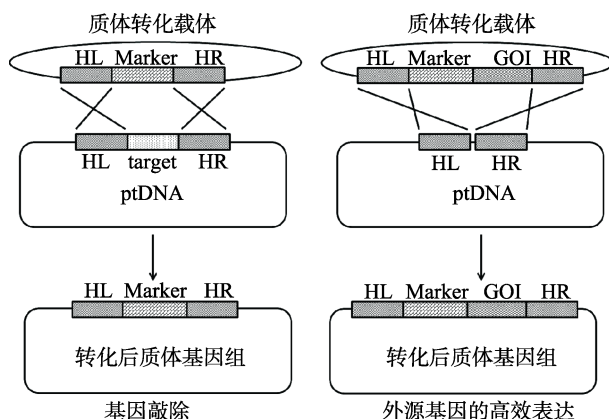 质体转化载体
HL Marker HR
HL target HR
ptDNA
HL Marker HR
转化后质体基因组
基因敲除
质体转化载体
HL Marker GOI HR
HL HR
ptDNA
HL Marker GOI HR
转化后质体基因组
外源基因的高效表达